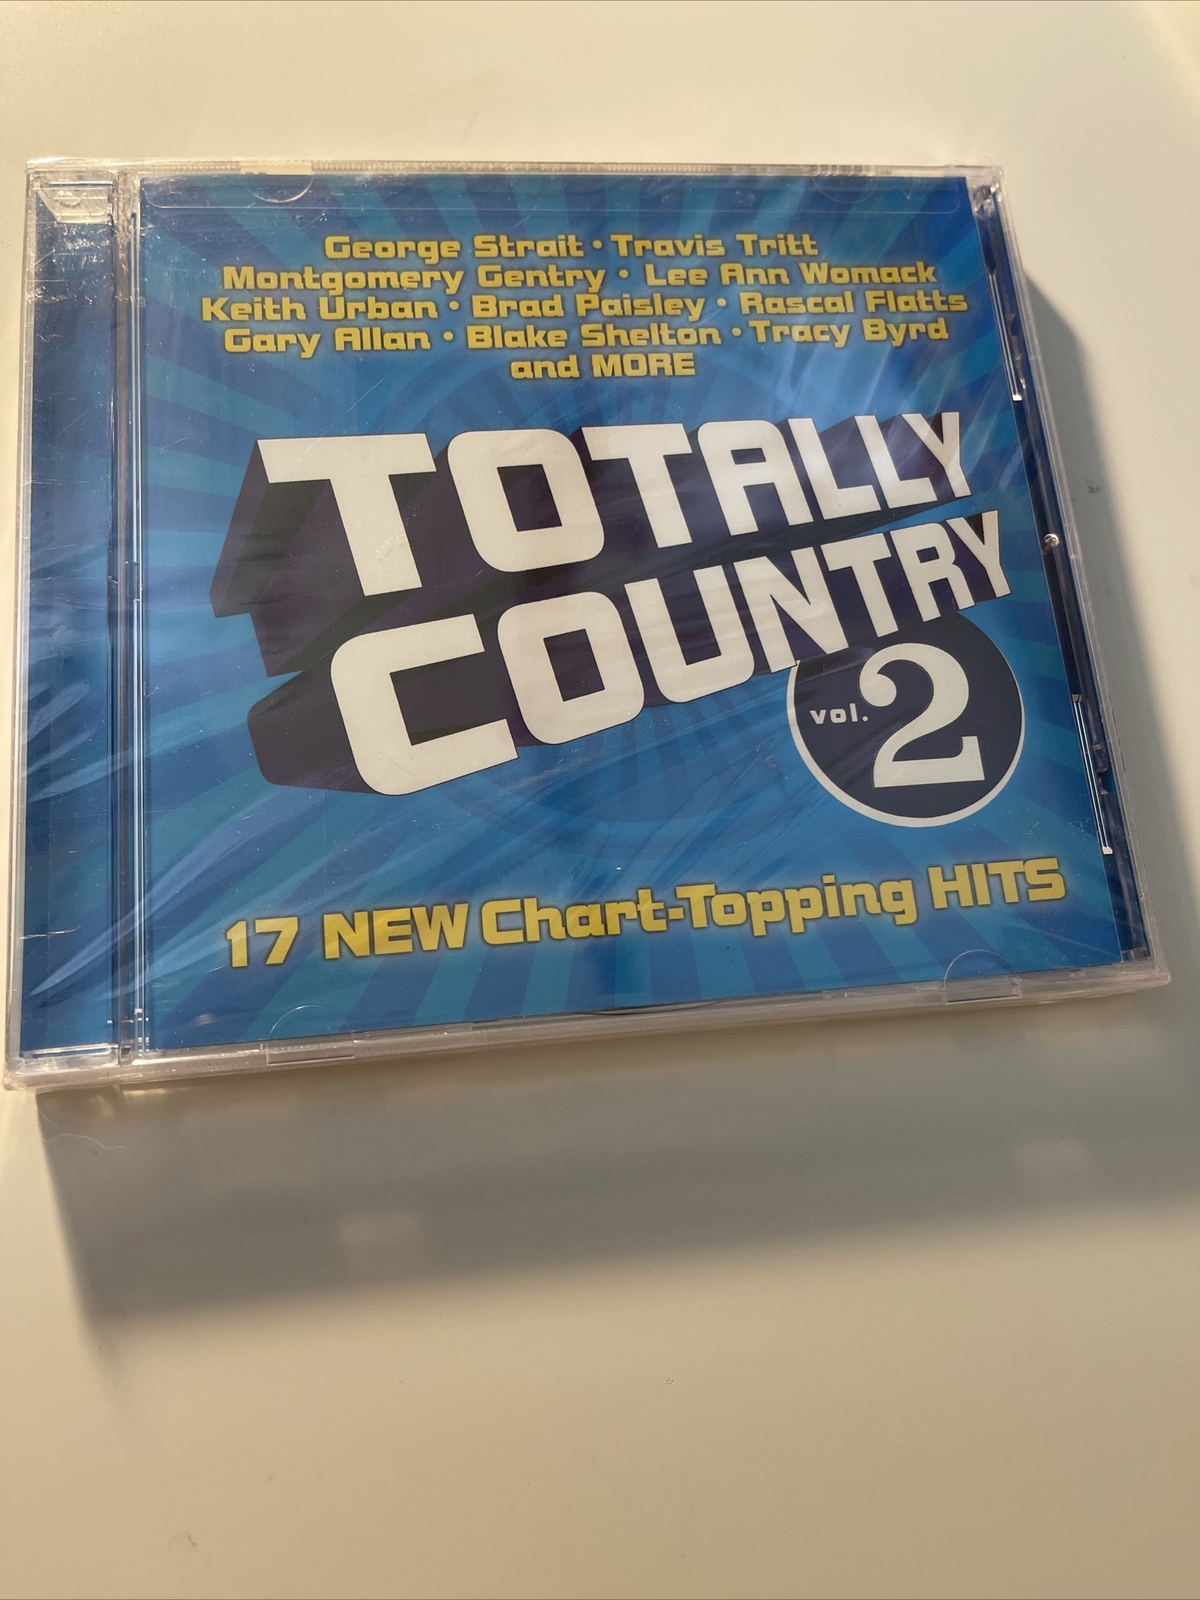 George Strait • Travis Tritt
Montgomery Gentry • Lee Ann Womack
Keith Urban • Brad Paisley • Rascal Flatts
Gary Allan • Blake Shelton • Tracy Byrd
and MORE
TOTALLY
COUNTRY
vol. 2
17 NEW Chart-Topping HITS